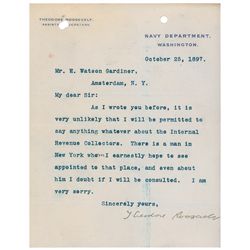 THEODORE ROOSEVELT,
ASSISTANT SECRETARY.
NAVY DEPARTMENT,
WASHINGTON.
October 25, 1897.
Mr. E. Watson Gardiner,
Amsterdam, N. Y.
My dear Sir:
As I wrote you before, it is
very unlikely that I will be permitted to
say anything whatever about the Internal
Revenue Collectors. There is a man in
New York whom I earnestly hope to see
appointed to that place, and even about
him I doubt if I will be consulted. I am
very sorry.
Sincerely yours,
Theodore Roosevelt